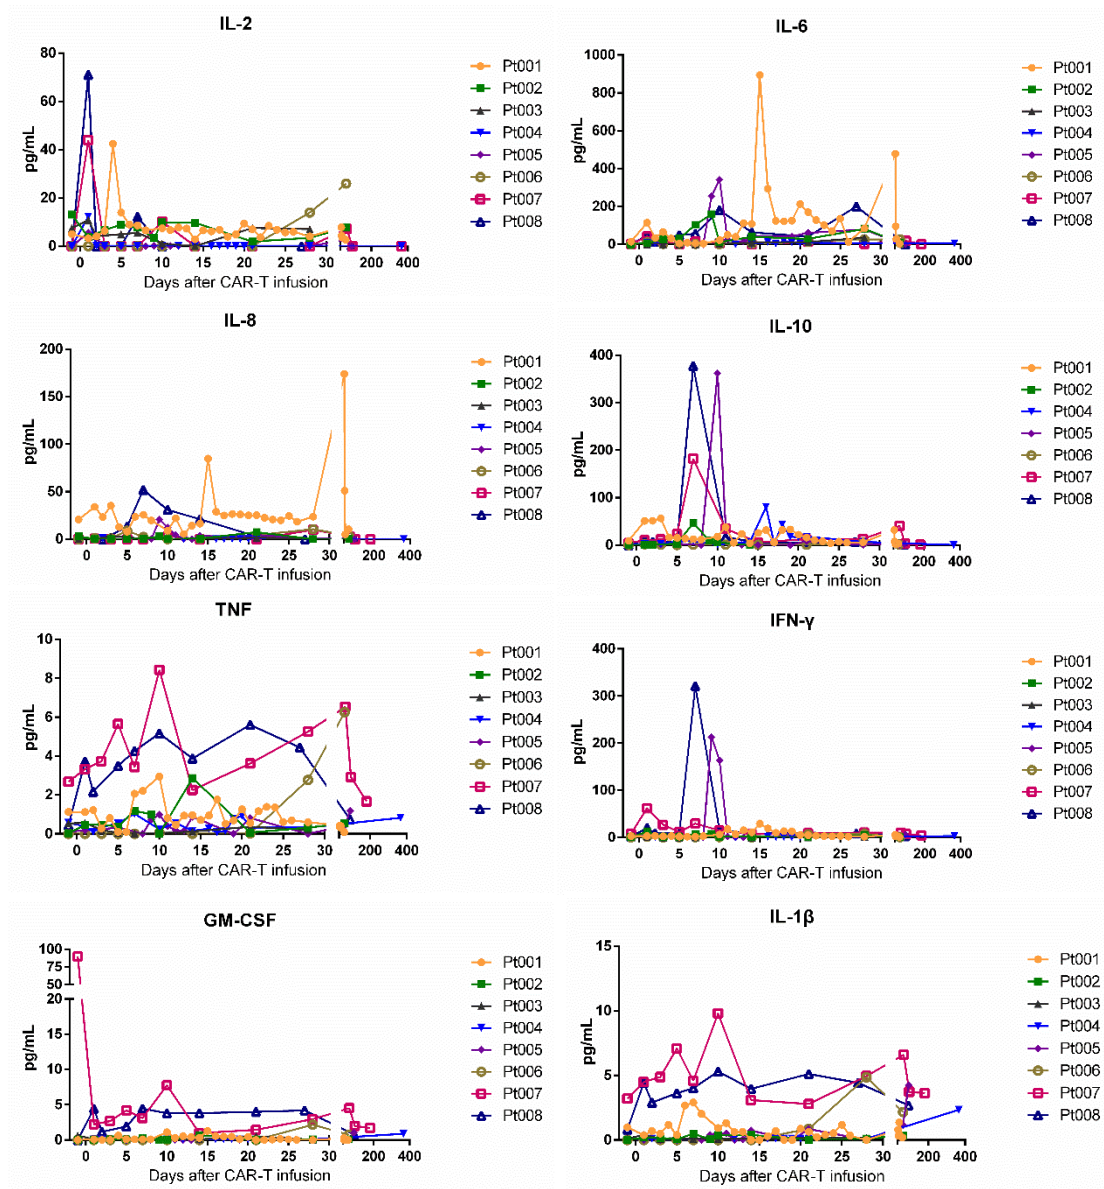 IL-2
80
60
40
20
0
pg/mL
0 5 10 15 20 25 30 200 400
Days after CAR-T infusion
Pt001
Pt002
Pt003
Pt004
Pt005
Pt006
Pt007
Pt008
IL-6
1000
800
600
400
200
0
pg/mL
0 5 10 15 20 25 30 200 400
Days after CAR-T infusion
Pt001
Pt002
Pt003
Pt004
Pt005
Pt006
Pt007
Pt008
IL-8
200
150
100
50
0
pg/mL
0 5 10 15 20 25 30 200 400
Days after CAR-T infusion
Pt001
Pt002
Pt003
Pt004
Pt005
Pt006
Pt007
Pt008
IL-10
400
300
200
100
0
pg/mL
0 5 10 15 20 25 30 200 400
Days after CAR-T infusion
Pt001
Pt002
Pt004
Pt005
Pt006
Pt007
Pt008
TNF
10
8
6
4
2
0
pg/mL
0 5 10 15 20 25 30 200 400
Days after CAR-T infusion
Pt001
Pt002
Pt003
Pt004
Pt005
Pt006
Pt007
Pt008
IFN-γ
400
300
200
100
0
pg/mL
0 5 10 15 20 25 30 200 400
Days after CAR-T infusion
Pt001
Pt002
Pt003
Pt004
Pt005
Pt006
Pt007
Pt008
GM-CSF
100
75
50
20
15
10
5
0
pg/mL
0 5 10 15 20 25 30 200 400
Days after CAR-T infusion
Pt001
Pt002
Pt003
Pt004
Pt005
Pt006
Pt007
Pt008
IL-1β
15
10
5
0
pg/mL
0 5 10 15 20 25 30 200 400
Days after CAR-T infusion
Pt001
Pt002
Pt003
Pt004
Pt005
Pt006
Pt007
Pt008